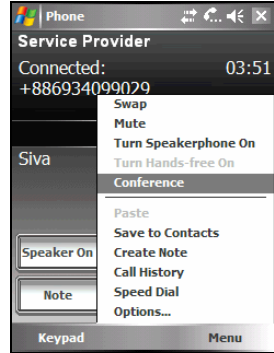 Phone
Service Provider
Connected: 03:51
+886934099029
Siva
Swap
Mute
Turn Speakerphone On
Turn Hands-free On
Conference
Paste
Save to Contacts
Create Note
Call History
Speed Dial
Options...
Speaker On
Note
Keypad Menu